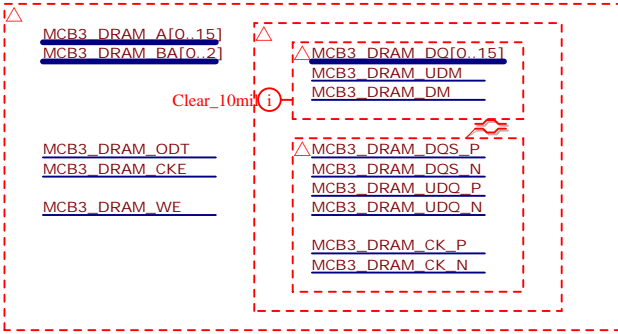 MCB3_DRAM_A[0..15]
MCB3_DRAM_BA[0..2]
MCB3_DRAM_ODT
MCB3_DRAM_CKE
MCB3_DRAM_WE
Clear_10mil
i
MCB3_DRAM_DQ[0..15]
MCB3_DRAM_UDM
MCB3_DRAM_DM
MCB3_DRAM_DQS_P
MCB3_DRAM_DQS_N
MCB3_DRAM_UDQ_P
MCB3_DRAM_UDQ_N
MCB3_DRAM_CK_P
MCB3_DRAM_CK_N